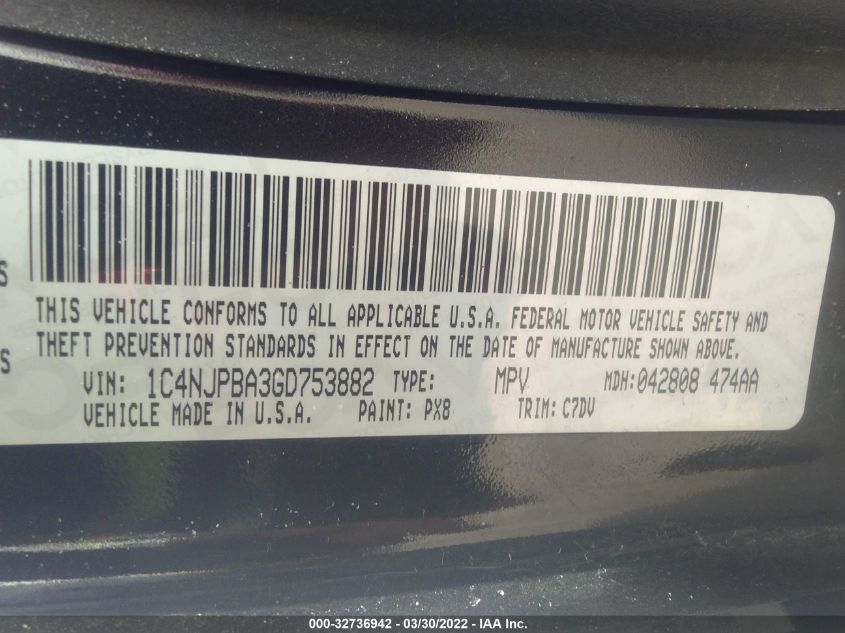 S
THIS VEHICLE CONFORMS TO ALL APPLICABLE U.S.A. FEDERAL MOTOR VEHICLE SAFETY AND
THEFT PREVENTION STANDARDS IN EFFECT ON THE DATE OF MANUFACTURE SHOWN ABOVE.
S
VIN: 1C4NJPBA3GD753882 TYPE: MPV MDH:042808 474AA
VEHICLE MADE IN U.S.A. PAINT: PX8 TRIM: C7DV
000-32736942 - 03/30/2022 - IAA Inc.